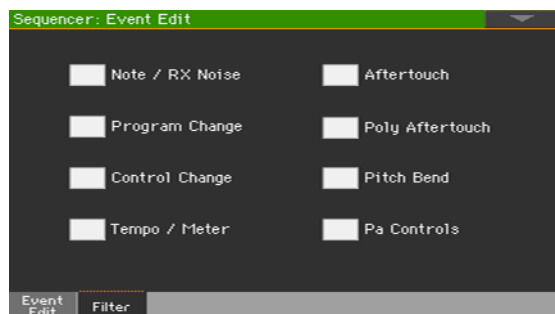 Sequencer: Event Edit
Note / RX Noise
Aftertouch
Program Change
Poly Aftertouch
Control Change
Pitch Bend
Tempo / Meter
Pa Controls
Event
Edit
Filter